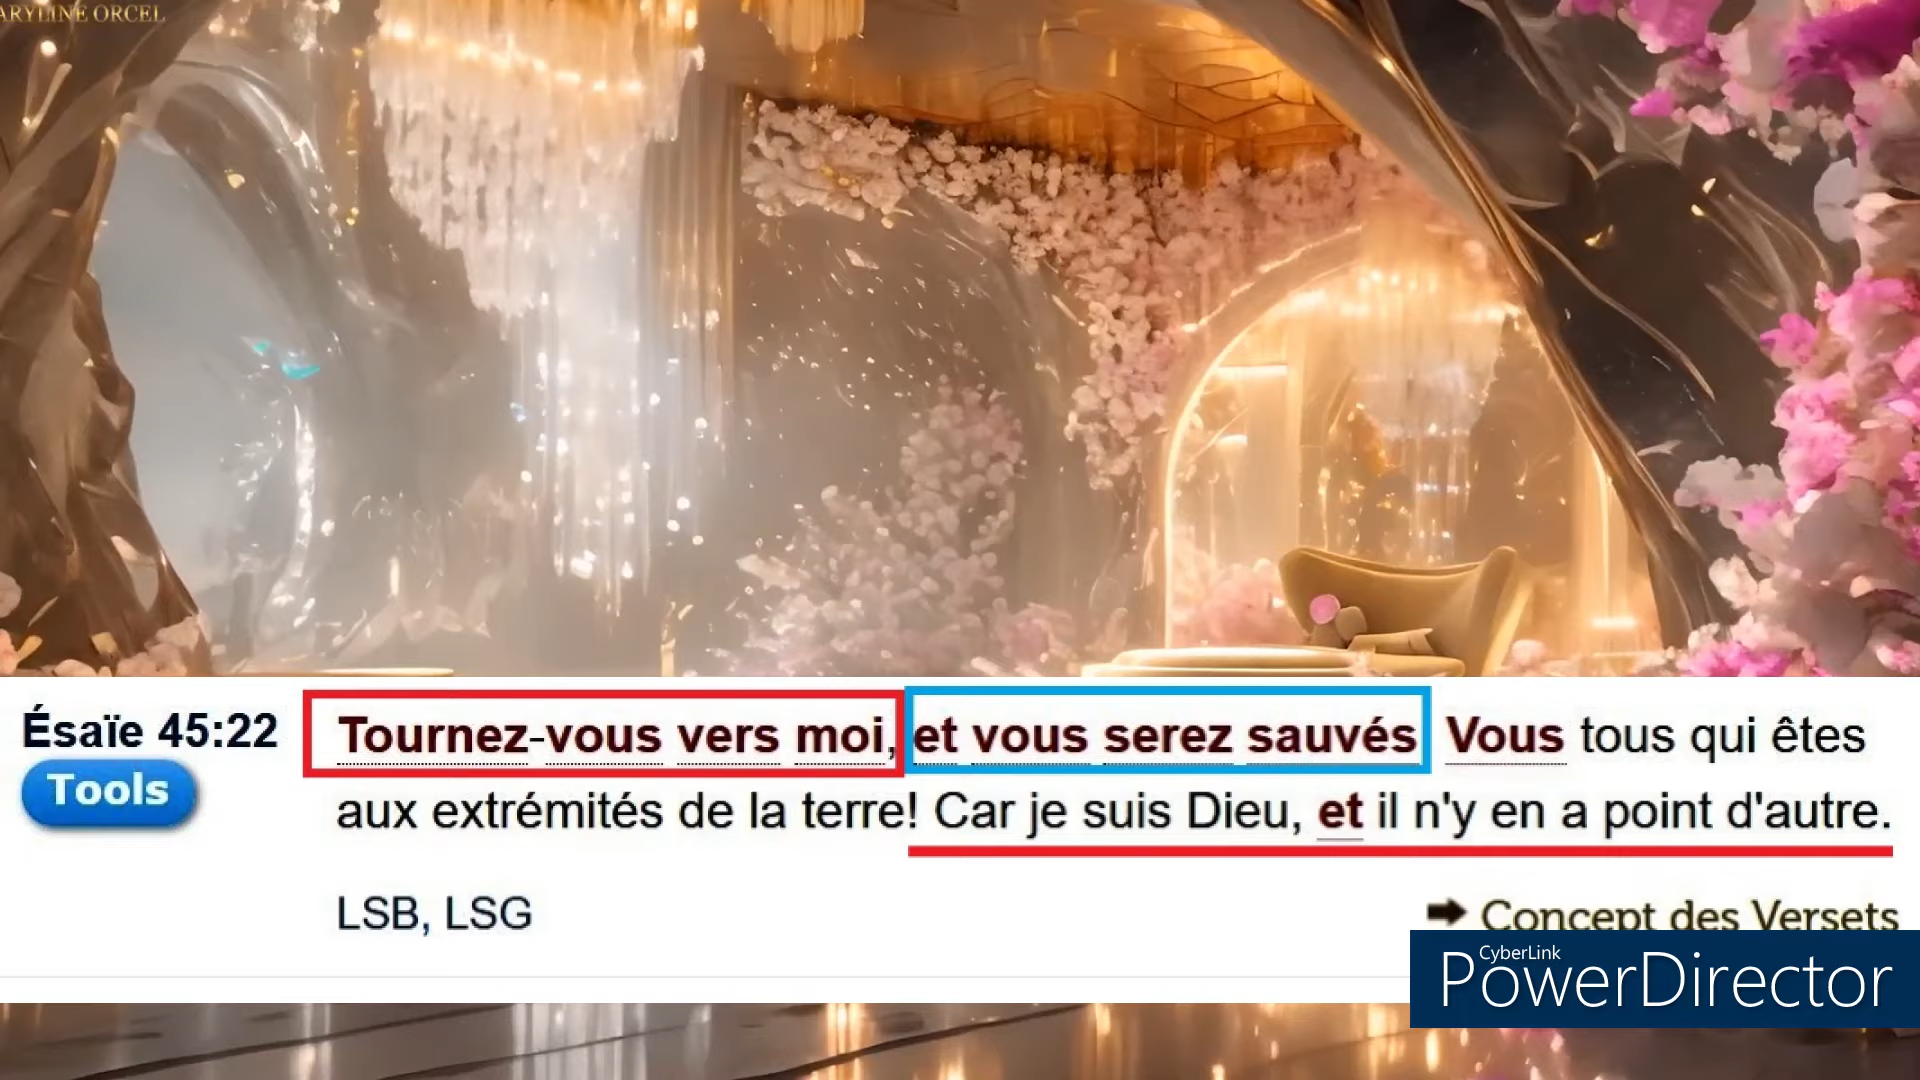 ARYLINE ORCEL
Ésaïe 45:22
Tools
Tournez-vous vers moi, et vous serez sauvés Vous tous qui êtes
aux extrémités de la terre! Car je suis Dieu, et il n'y en a point d'autre.
LSB, LSG
Concept des Versets
CyberLink
PowerDirector